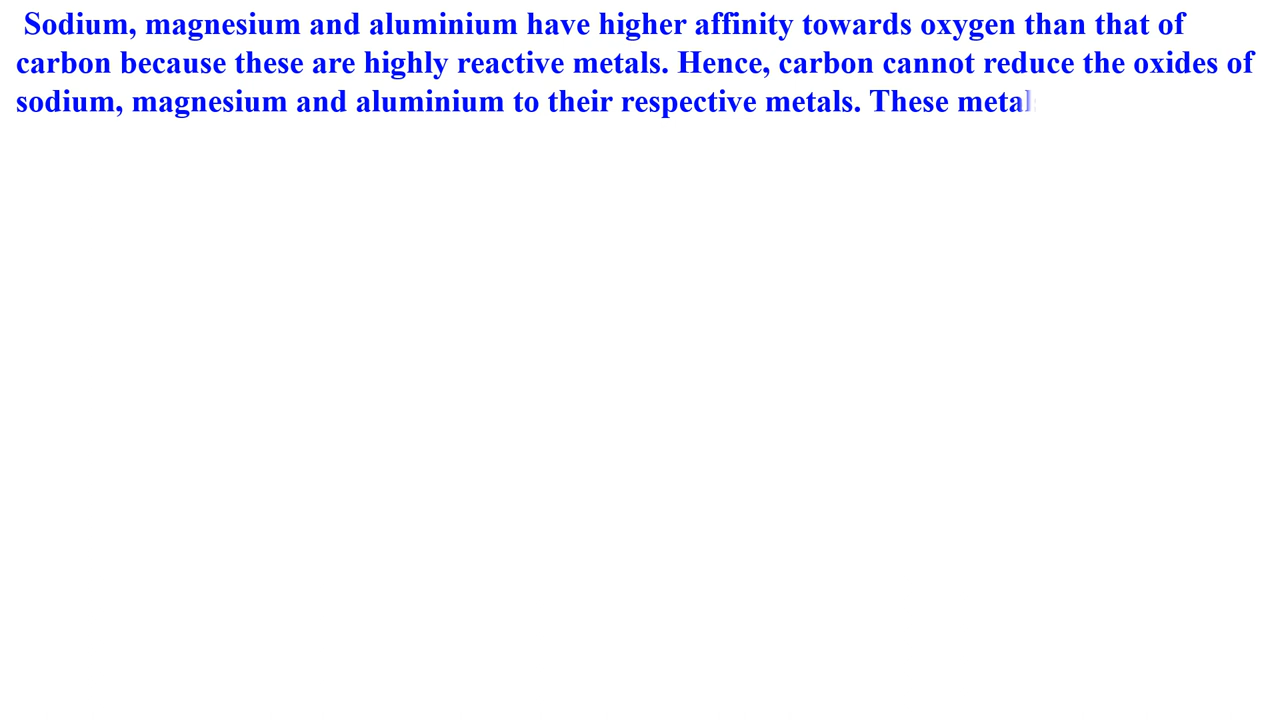 Sodium, magnesium and aluminium have higher affinity towards oxygen than that of
carbon because these are highly reactive metals. Hence, carbon cannot reduce the oxides of
sodium, magnesium and aluminium to their respective metals. These metal